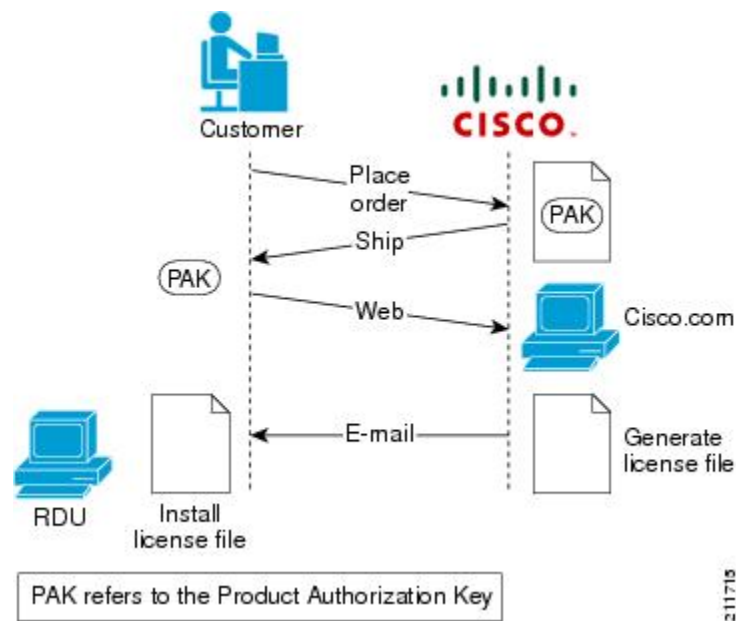 Customer
CISCO.
Place
order
PAK
Ship
PAK
Web
Cisco.com
E-mail
Generate
license file
RDU
Install
license file
PAK refers to the Product Authorization Key
211715